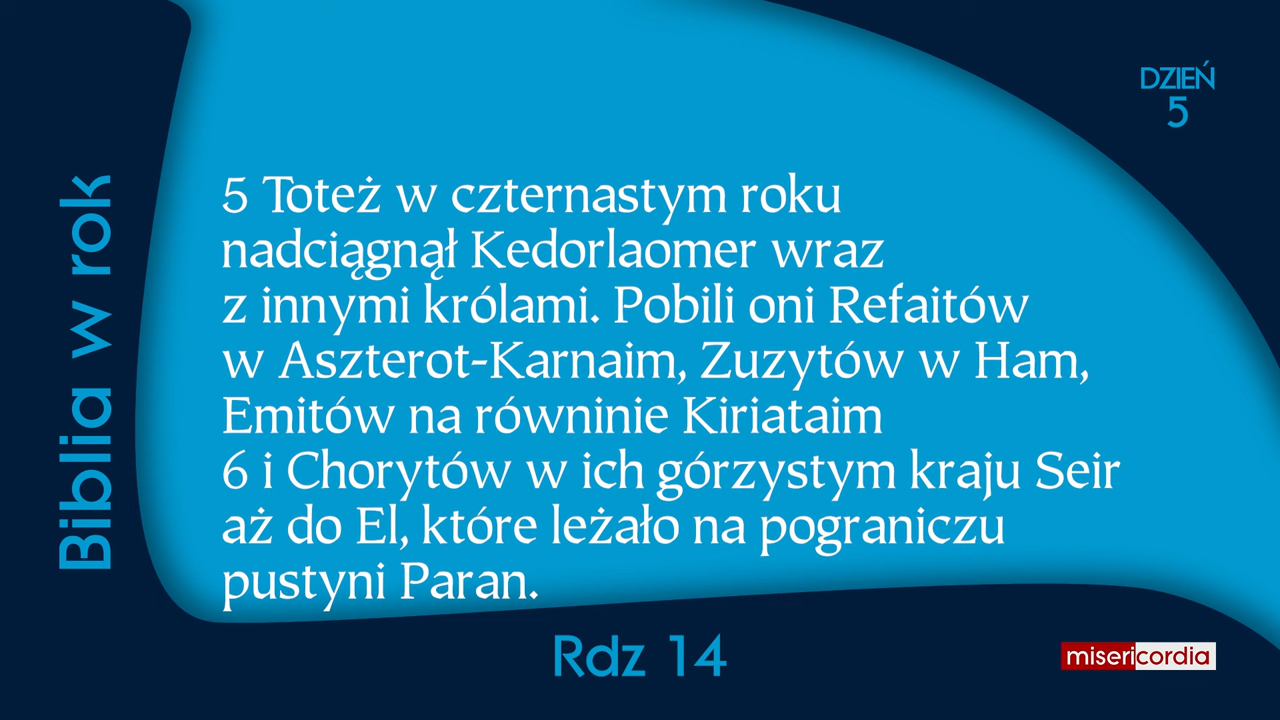 DZIEŃ
5
Biblia w rok
5 Toteż w czternastym roku
nadciągnął Kedorlaomer wraz
z innymi królami. Pobili oni Refaitów
w Aszterot-Karnaim, Zuzytów w Ham,
Emitów na równinie Kiriataim
6 i Chorytów w ich górzystym kraju Seir
aż do El, które leżało na pograniczu
pustyni Paran.
Rdz 14
misericordia